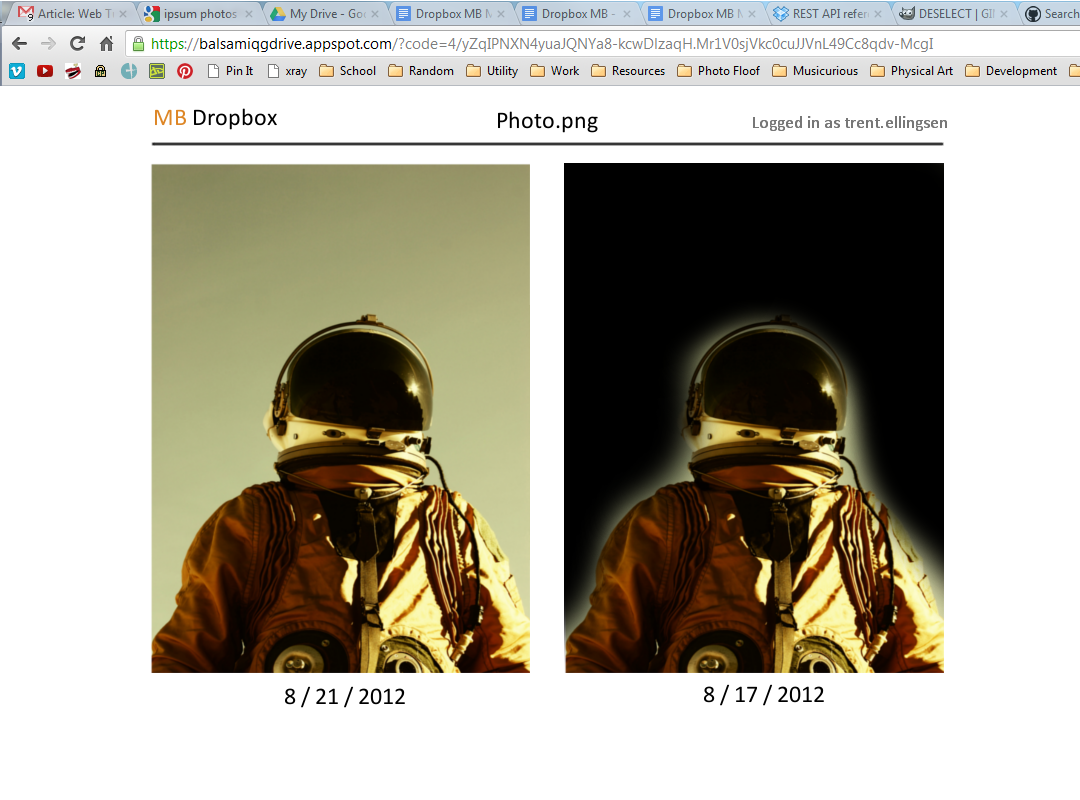 Article: Web T
ipsum photos
My Drive - Goo
Dropbox MB M
Dropbox MB -
Dropbox MB M
REST API refer
DESELECT | GI
Search
https://balsamiqgdrive.appspot.com/?code=4/yZqIPNXN4yuaJQNYa8-kcwDlzaqH.Mr1V0sjVkc0cuJJVnL49Cc8qdv-McgI
Pin It xray School Random Utility Work Resources Photo Floof Musicurious Physical Art Development
MB Dropbox
Photo.png
Logged in as trent.ellingsen
8 / 21 / 2012
8 / 17 / 2012